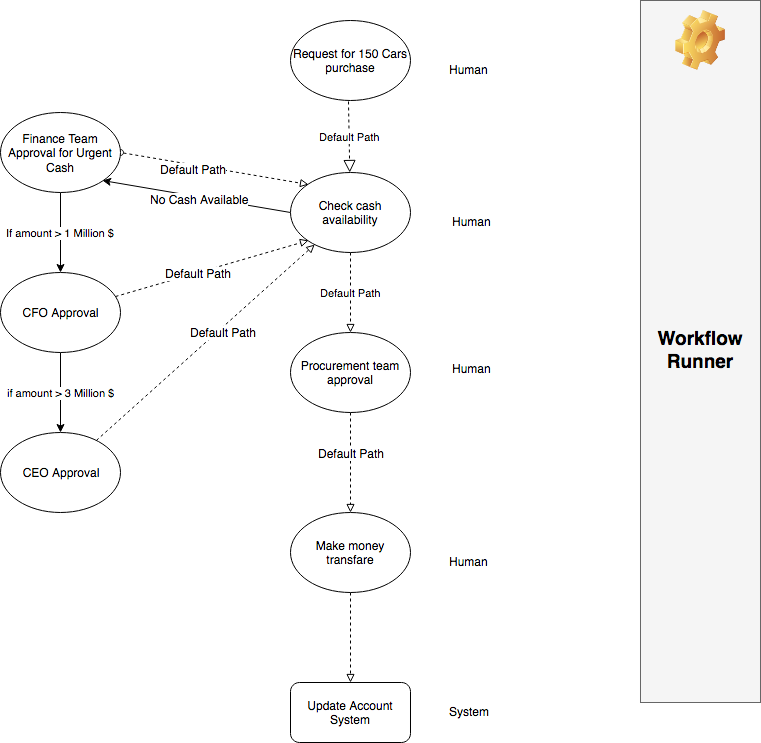 Request for 150 Cars
purchase
Human
Default Path
Finance Team
Approval for Urgent
Cash
Default Path
No Cash Available
Check cash
availability
Human
If amount > 1 Million $
Default Path
Default Path
CFO Approval
Default Path
Workflow
Runner
Procurement team
approval
Human
if amount > 3 Million $
Default Path
CEO Approval
Make money
transfare
Human
Update Account
System
System